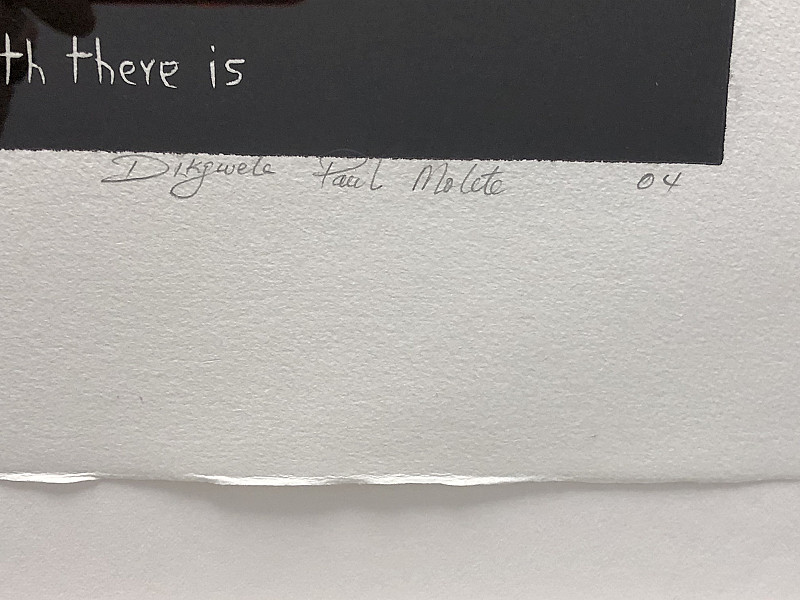 th there is
Dikgwele Paul Molete 04